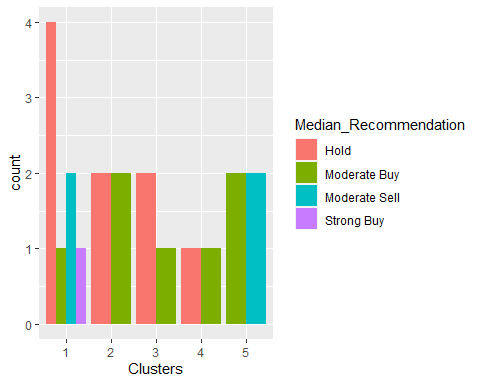 4
3
2
1
0
count
1 2 3 4 5
Clusters
Median_Recommendation
Hold
Moderate Buy
Moderate Sell
Strong Buy